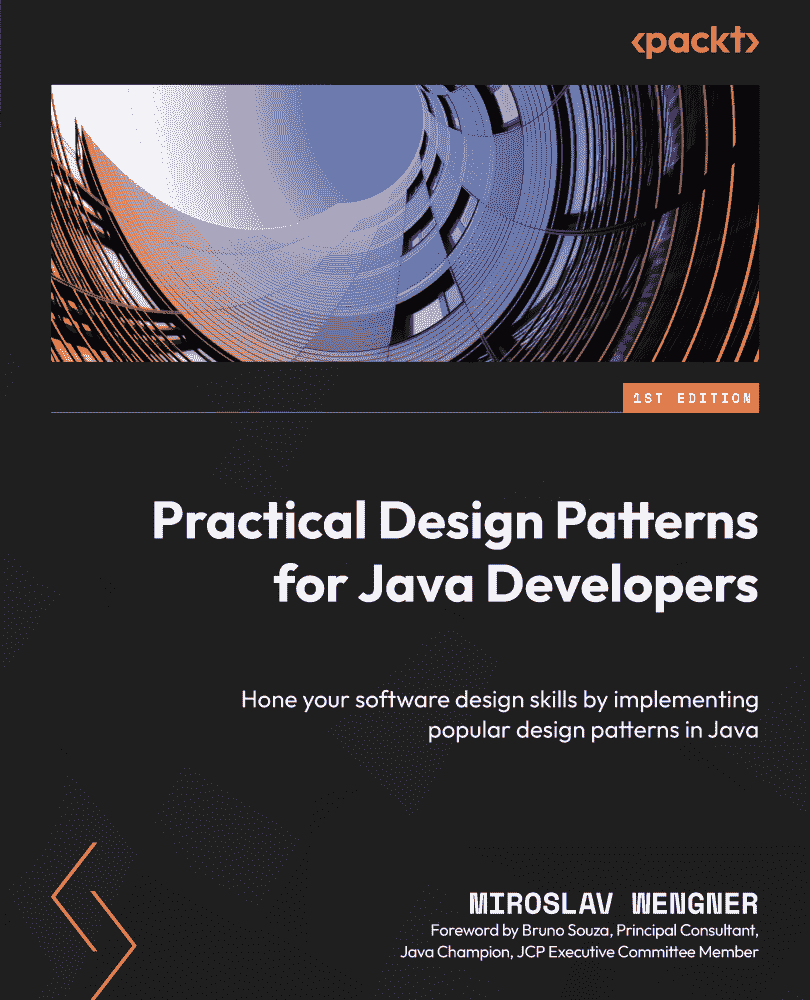 <packt>
1ST EDITION
Practical Design Patterns
for Java Developers
Hone your software design skills by implementing
popular design patterns in Java
MIROSLAV WENGNER
Foreword by Bruno Souza, Principal Consultant,
Java Champion, JCP Executive Committee Member